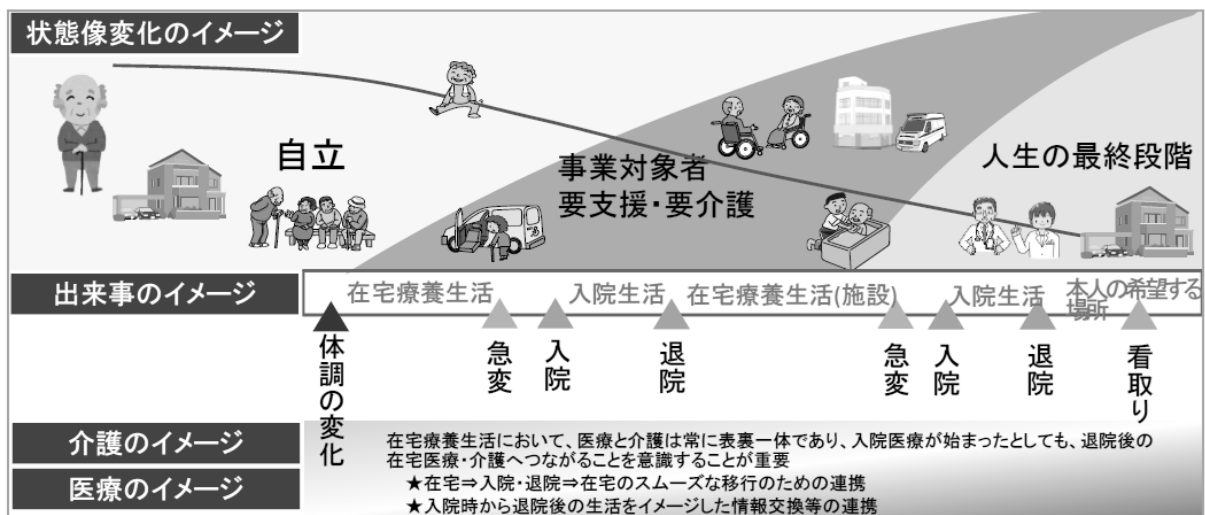 状態像変化のイメージ
自立
事業対象者
要支援・要介護
人生の最終段階
出来事のイメージ
在宅療養生活
入院生活
在宅療養生活(施設)
入院生活
本人の希望する
場所
体調の変化
急変
入院
退院
急変
入院
退院
看取り
介護のイメージ
医療のイメージ
在宅療養生活において、医療と介護は常に表裏一体であり、入院医療が始まったとしても、退院後の
在宅医療・介護へつながることを意識することが重要
★在宅⇒入院・退院⇒在宅のスムーズな移行のための連携
★入院時から退院後の生活をイメージした情報交換等の連携